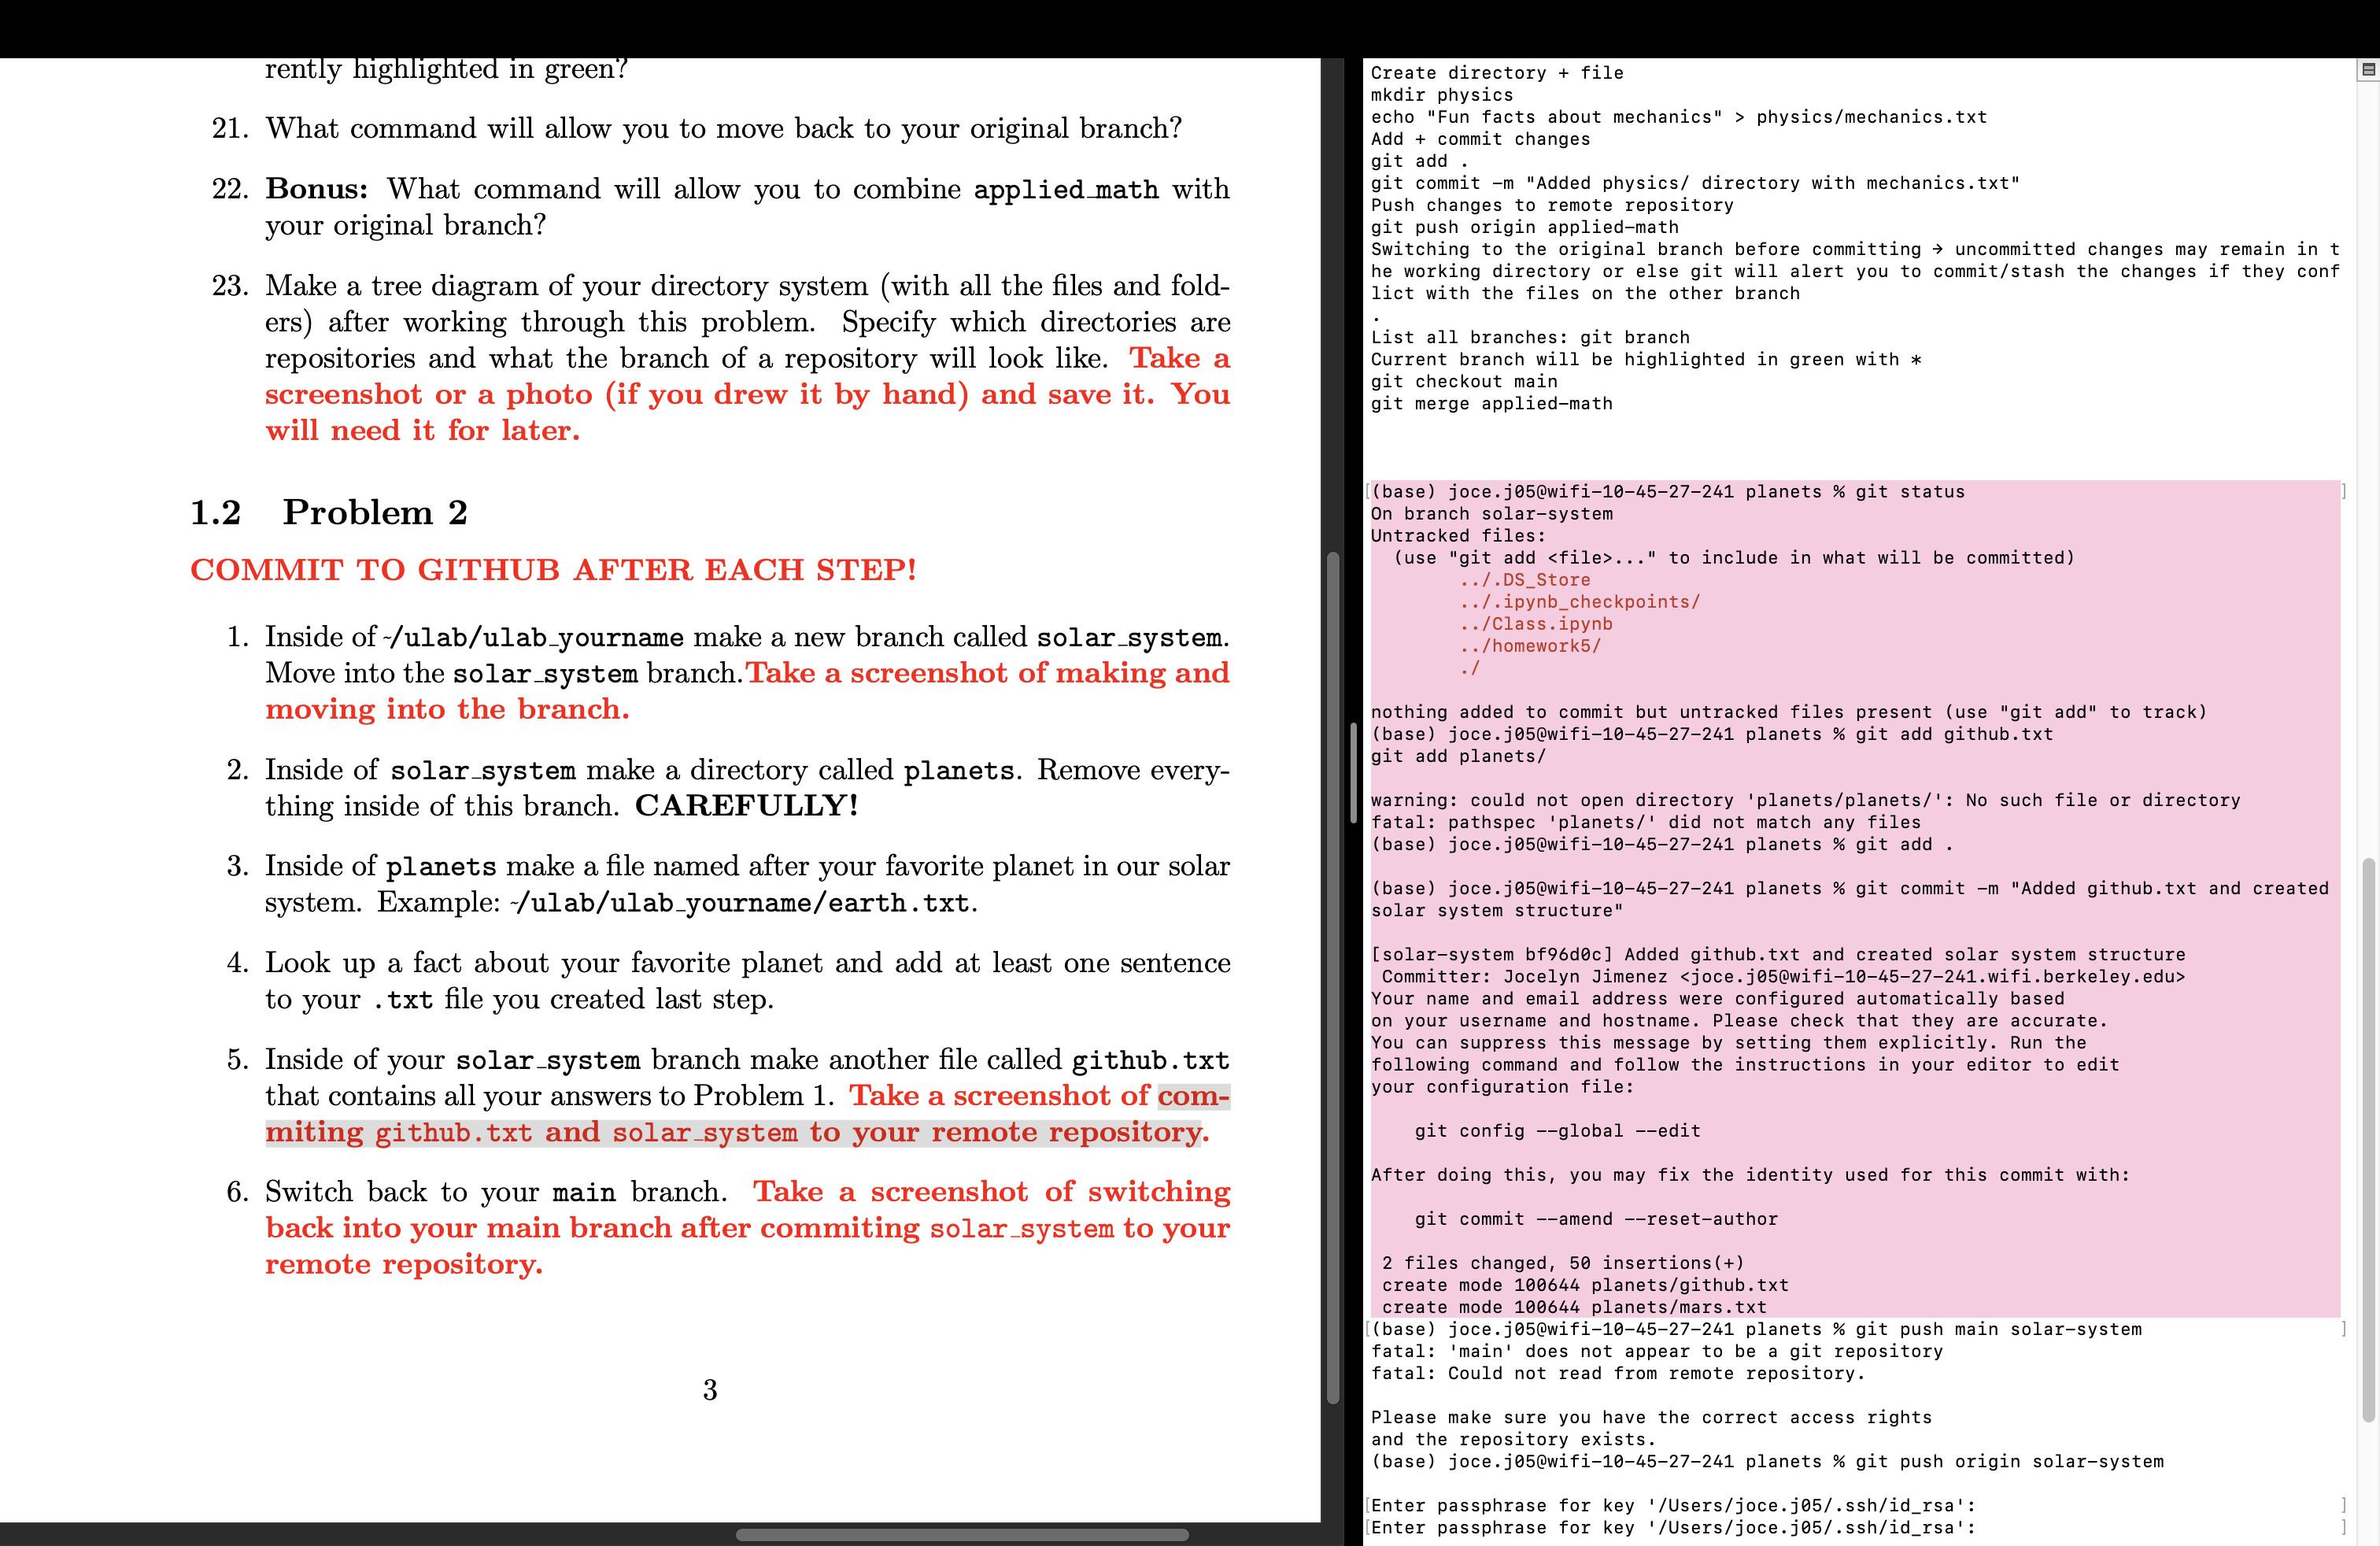 rently highlighted in green?
21. What command will allow you to move back to your original branch?
22. Bonus: What command will allow you to combine applied_math with
your original branch?
23. Make a tree diagram of your directory system (with all the files and fold-
ers) after working through this problem. Specify which directories are
repositories and what the branch of a repository will look like. Take a
screenshot or a photo (if you drew it by hand) and save it. You
will need it for later.
1.2 Problem 2
COMMIT TO GITHUB AFTER EACH STEP!
1. Inside of ~/ulab/ulab_yourname make a new branch called solar_system.
Move into the solar_system branch.Take a screenshot of making and
moving into the branch.
2. Inside of solar_system make a directory called planets. Remove every-
thing inside of this branch. CAREFULLY!
3. Inside of planets make a file named after your favorite planet in our solar
system. Example: ~/ulab/ulab_yourname/earth.txt.
4. Look up a fact about your favorite planet and add at least one sentence
to your .txt file you created last step.
5. Inside of your solar_system branch make another file called github.txt
that contains all your answers to Problem 1. Take a screenshot of com-
miting github.txt and solar_system to your remote repository.
6. Switch back to your main branch. Take a screenshot of switching
back into your main branch after commiting solar_system to your
remote repository.
3
Create directory + file
mkdir physics
echo "Fun facts about mechanics" > physics/mechanics.txt
Add + commit changes
git add .
git commit -m "Added physics/ directory with mechanics.txt"
Push changes to remote repository
git push origin applied-math
Switching to the original branch before committing → uncommitted changes may remain in t
he working directory or else git will alert you to commit/stash the changes if they conf
lict with the files on the other branch
.
List all branches: git branch
Current branch will be highlighted in green with *
git checkout main
git merge applied-math
[(base) joce.j05@wifi-10-45-27-241 planets % git status ]
On branch solar-system
Untracked files:
(use "git add <file>..." to include in what will be committed)
../.DS_Store
../.ipynb_checkpoints/
../Class.ipynb
../homework5/
./
nothing added to commit but untracked files present (use "git add" to track)
(base) joce.j05@wifi-10-45-27-241 planets % git add github.txt
git add planets/
warning: could not open directory 'planets/planets/': No such file or directory
fatal: pathspec 'planets/' did not match any files
(base) joce.j05@wifi-10-45-27-241 planets % git add .
(base) joce.j05@wifi-10-45-27-241 planets % git commit -m "Added github.txt and created
solar system structure"
[solar-system bf96d0c] Added github.txt and created solar system structure
Committer: Jocelyn Jimenez <joce.j05@wifi-10-45-27-241.wifi.berkeley.edu>
Your name and email address were configured automatically based
on your username and hostname. Please check that they are accurate.
You can suppress this message by setting them explicitly. Run the
following command and follow the instructions in your editor to edit
your configuration file:
git config --global --edit
After doing this, you may fix the identity used for this commit with:
git commit --amend --reset-author
2 files changed, 50 insertions(+)
create mode 100644 planets/github.txt
create mode 100644 planets/mars.txt
[(base) joce.j05@wifi-10-45-27-241 planets % git push main solar-system ]
fatal: 'main' does not appear to be a git repository
fatal: Could not read from remote repository.
Please make sure you have the correct access rights
and the repository exists.
(base) joce.j05@wifi-10-45-27-241 planets % git push origin solar-system
[Enter passphrase for key '/Users/joce.j05/.ssh/id_rsa': ]
[Enter passphrase for key '/Users/joce.j05/.ssh/id_rsa': ]